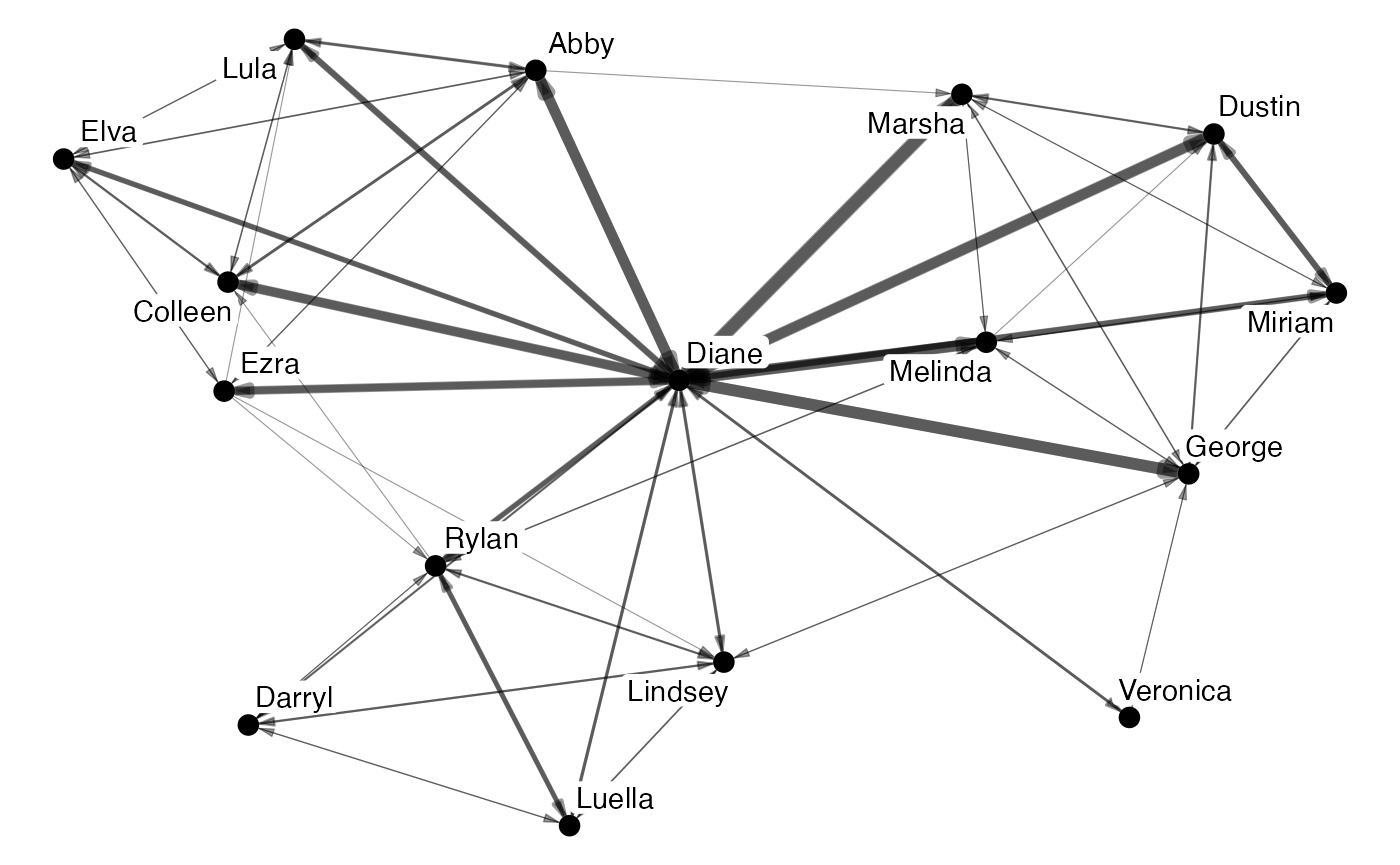 Abby
Lula
Dustin
Marsha
Elva
Colleen
Miriam
Diane
Ezra
Melinda
George
Rylan
Veronica
Lindsey
Darryl
Luella